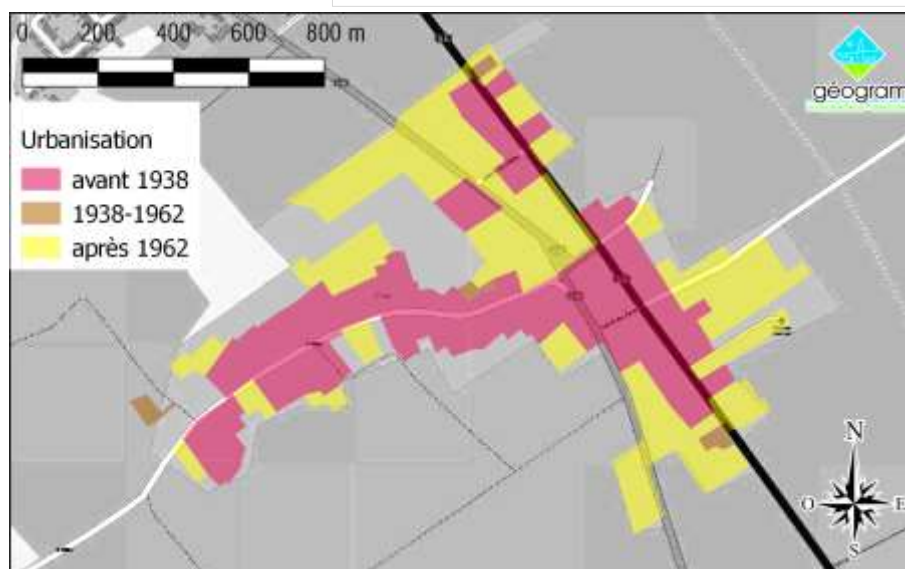 0 200 400 600 800 m
géogram
Urbanisation
avant 1938
1938-1962
après 1962
N
O E
S